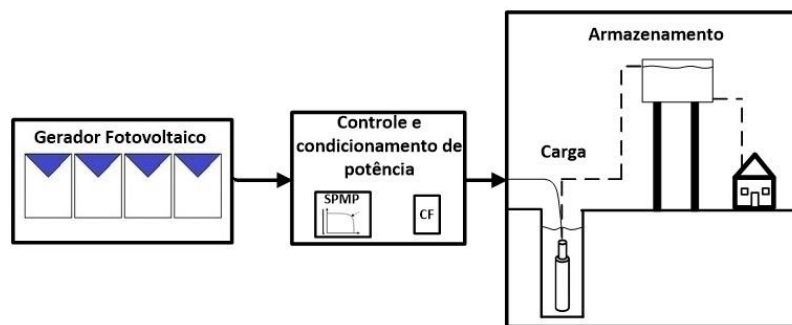 Gerador Fotovoltaico
Controle e
condicionamento de
potência
SPMP
CF
Armazenamento
Carga